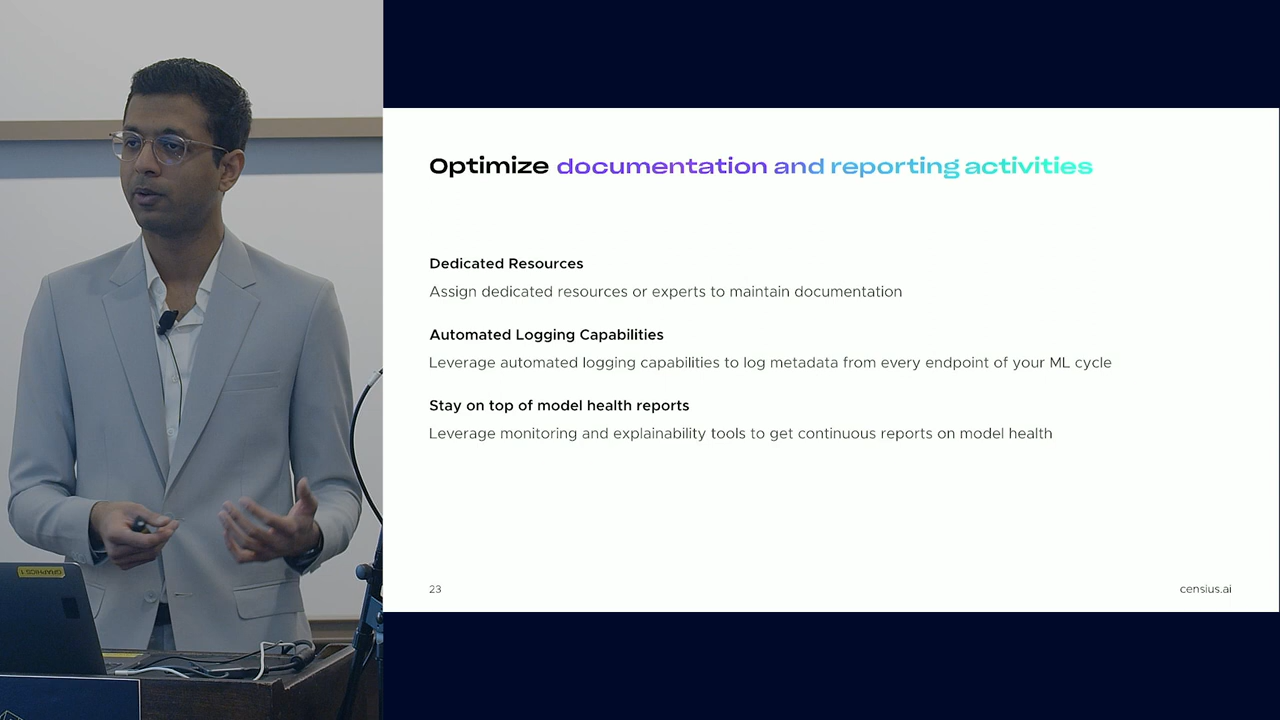 Optimize documentation and reporting activities
Dedicated Resources
Assign dedicated resources or experts to maintain documentation
Automated Logging Capabilities
Leverage automated logging capabilities to log metadata from every endpoint of your ML cycle
Stay on top of model health reports
Leverage monitoring and explainability tools to get continuous reports on model health
23
censius.ai
GRAPHICS 1